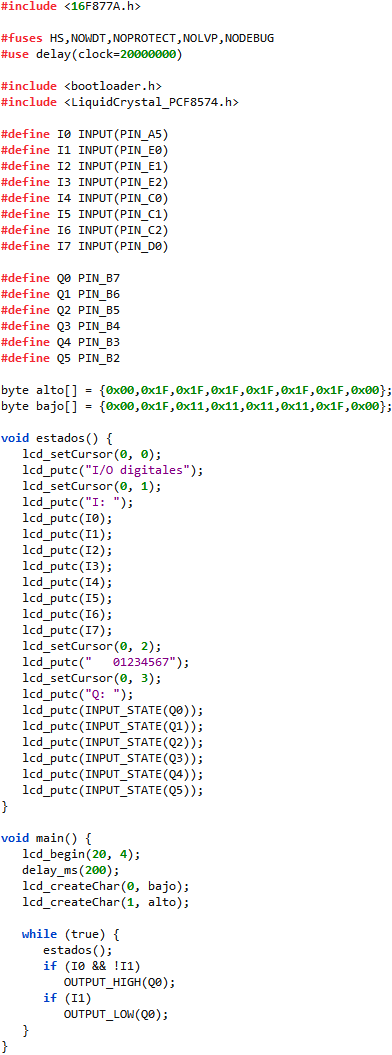 #include <16F877A.h>
#fuses HS,NOWDT,NOPROTECT,NOLVP,NODEBUG
#use delay(clock=20000000)
#include <bootloader.h>
#include <LiquidCrystal_PCF8574.h>
#define I0 INPUT(PIN_A5)
#define I1 INPUT(PIN_E0)
#define I2 INPUT(PIN_E1)
#define I3 INPUT(PIN_E2)
#define I4 INPUT(PIN_C0)
#define I5 INPUT(PIN_C1)
#define I6 INPUT(PIN_C2)
#define I7 INPUT(PIN_D0)
#define Q0 PIN_B7
#define Q1 PIN_B6
#define Q2 PIN_B5
#define Q3 PIN_B4
#define Q4 PIN_B3
#define Q5 PIN_B2
byte alto[] = {0x00,0x1F,0x1F,0x1F,0x1F,0x1F,0x1F,0x00};
byte bajo[] = {0x00,0x1F,0x11,0x11,0x11,0x11,0x1F,0x00};
void estados() {
   lcd_setCursor(0, 0);
   lcd_putc("I/O digitales");
   lcd_setCursor(0, 1);
   lcd_putc("I: ");
   lcd_putc(I0);
   lcd_putc(I1);
   lcd_putc(I2);
   lcd_putc(I3);
   lcd_putc(I4);
   lcd_putc(I5);
   lcd_putc(I6);
   lcd_putc(I7);
   lcd_setCursor(0, 2);
   lcd_putc("   01234567");
   lcd_setCursor(0, 3);
   lcd_putc("Q: ");
   lcd_putc(INPUT_STATE(Q0));
   lcd_putc(INPUT_STATE(Q1));
   lcd_putc(INPUT_STATE(Q2));
   lcd_putc(INPUT_STATE(Q3));
   lcd_putc(INPUT_STATE(Q4));
   lcd_putc(INPUT_STATE(Q5));
}
void main() {
   lcd_begin(20, 4);
   delay_ms(200);
   lcd_createChar(0, bajo);
   lcd_createChar(1, alto);
   while (true) {
      estados();
      if (I0 && !I1)
         OUTPUT_HIGH(Q0);
      if (I1)
         OUTPUT_LOW(Q0);
   }
}